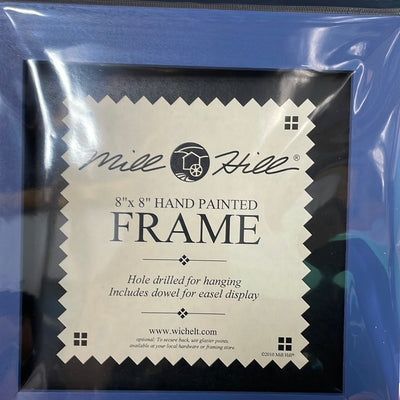 Mill Hill®
8"x 8" HAND PAINTED
FRAME
Hole drilled for hanging
Includes dowel for easel display
www.wichelt.com
optional: To secure back, use glazier points,
available at your local hardware or framing store
©2010 Mill Hill®